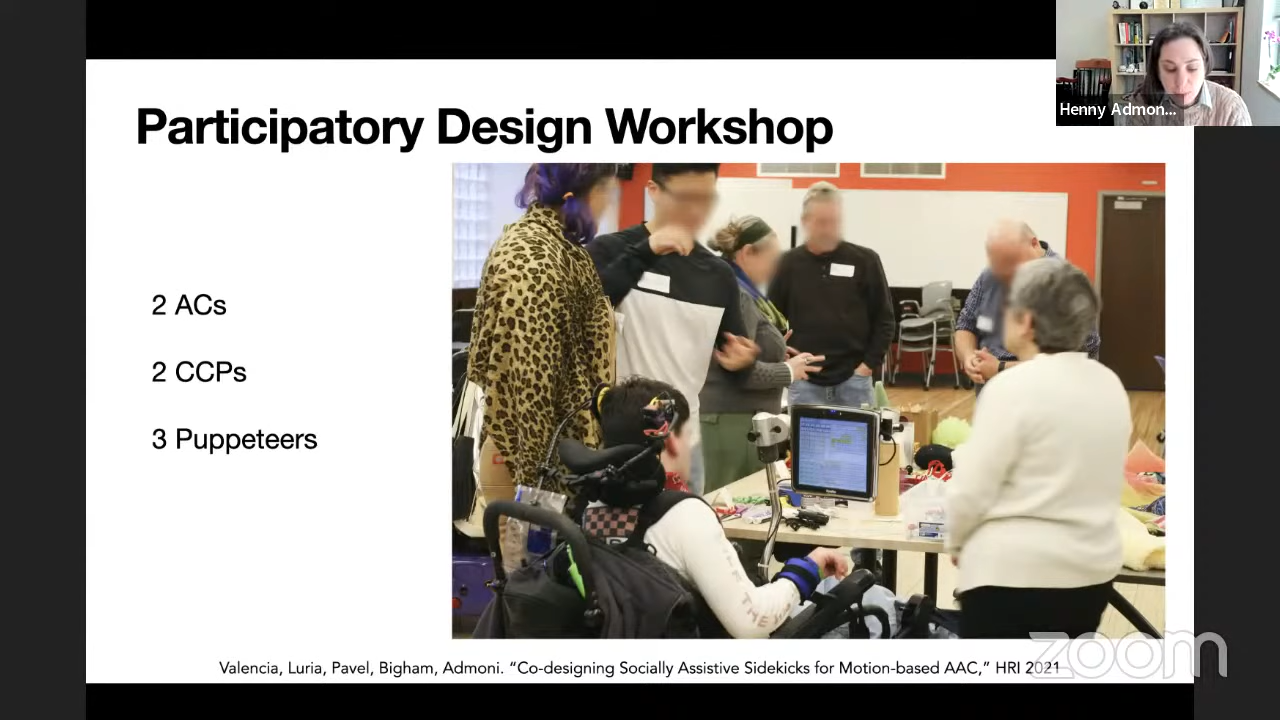 Participatory Design Workshop
Henny Admon...
2 ACs
2 CCPs
3 Puppeteers
Valencia, Luria, Pavel, Bigham, Admoni. “Co-designing Socially Assistive Sidekicks for Motion-based AAC,” HRI 2021
zoom